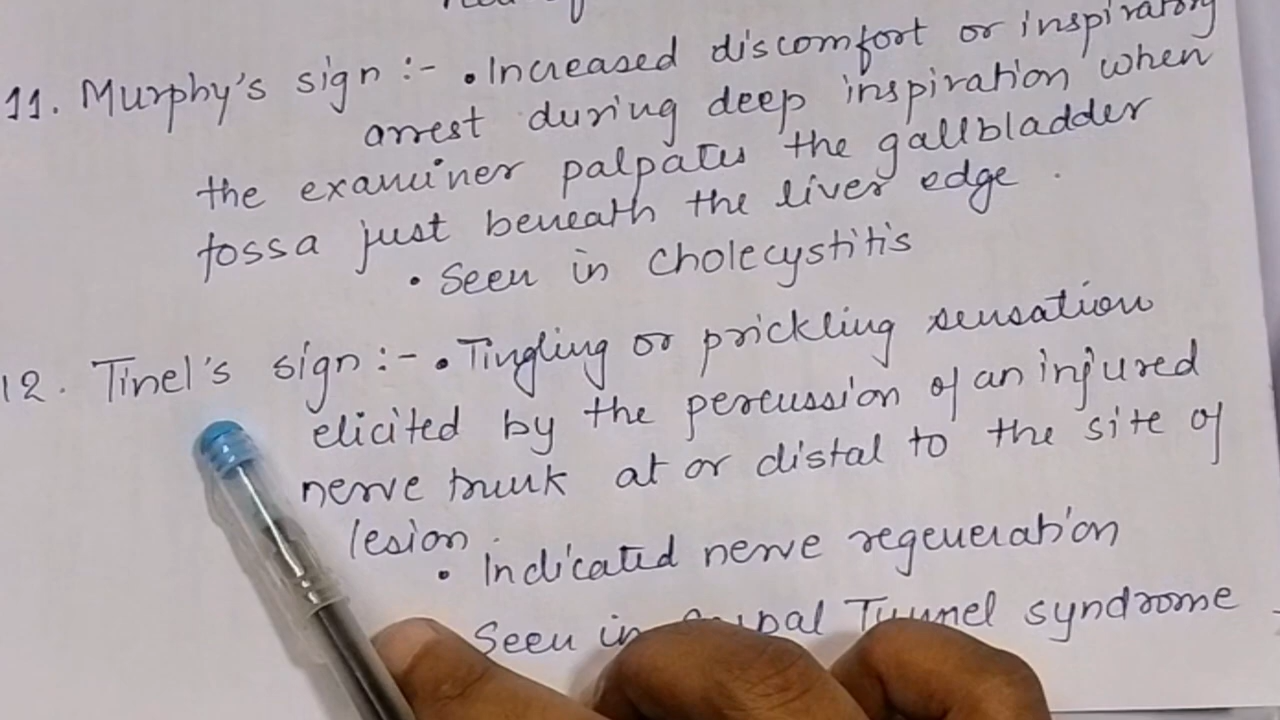 11. Murphy's sign :- • Increased discomfort or inspiratory
arrest during deep inspiration when
the examiner palpates the gallbladder
fossa just beneath the liver edge.
• Seen in Cholecystitis
12. Tinel's sign :- • Tingling or prickling sensation
elicited by the percussion of an injured
nerve trunk at or distal to the site of
lesion.
• Indicated nerve regeneration
Seen in Carpal Tunnel syndrome